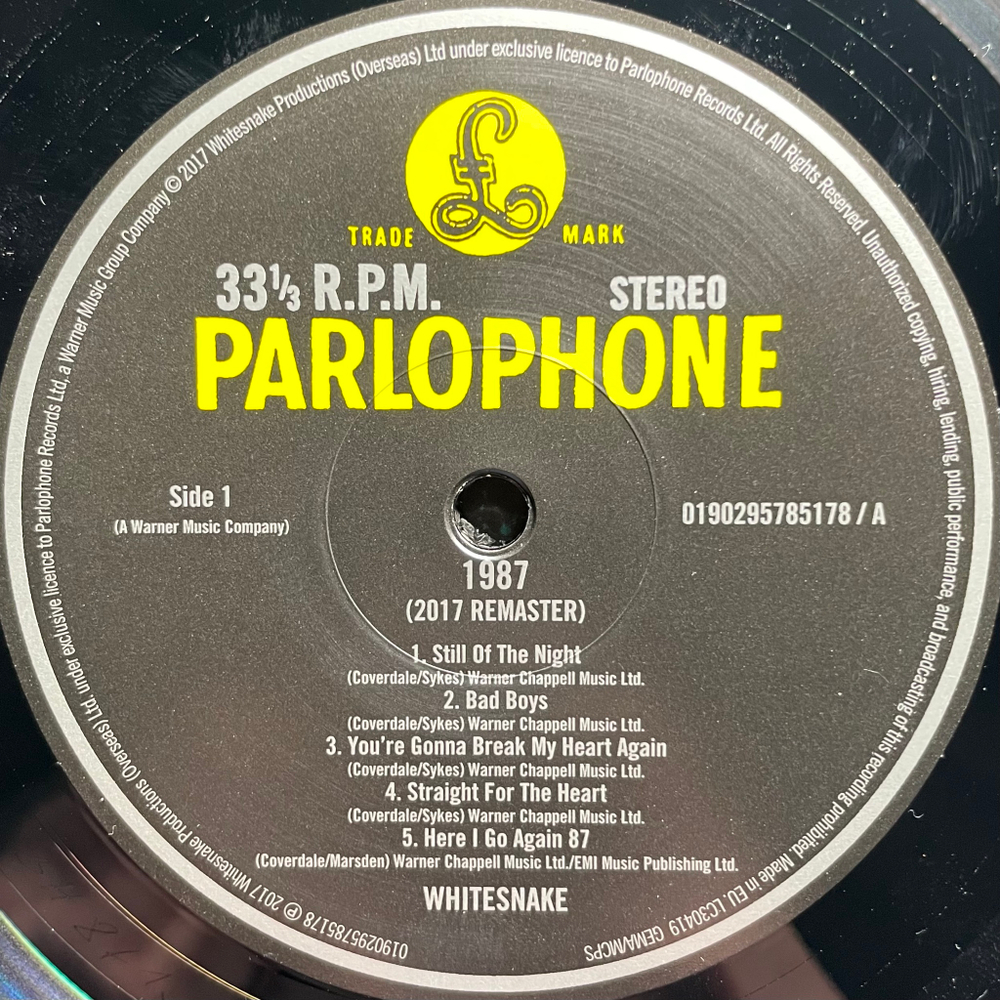 ℗ 2017 Whitesnake Productions (Overseas) Ltd. under exclusive licence to Parlophone Records Ltd, a Warner Music Group Company © 2017 Whitesnake Productions (Overseas) Ltd under exclusive licence to Parlophone Records Ltd. All Rights Reserved. Unauthorized copying, hiring, lending, public performance, and broadcasting of this recording prohibited. Made in EU. LC30419 GEMA/MCPS
0190295785178
£
TRADE MARK
33⅓ R.P.M. STEREO
PARLOPHONE
Side 1
(A Warner Music Company)
0190295785178 / A
1987
(2017 REMASTER)
1. Still Of The Night
(Coverdale/Sykes) Warner Chappell Music Ltd.
2. Bad Boys
(Coverdale/Sykes) Warner Chappell Music Ltd.
3. You're Gonna Break My Heart Again
(Coverdale/Sykes) Warner Chappell Music Ltd.
4. Straight For The Heart
(Coverdale/Sykes) Warner Chappell Music Ltd.
5. Here I Go Again 87
(Coverdale/Marsden) Warner Chappell Music Ltd./EMI Music Publishing Ltd.
WHITESNAKE